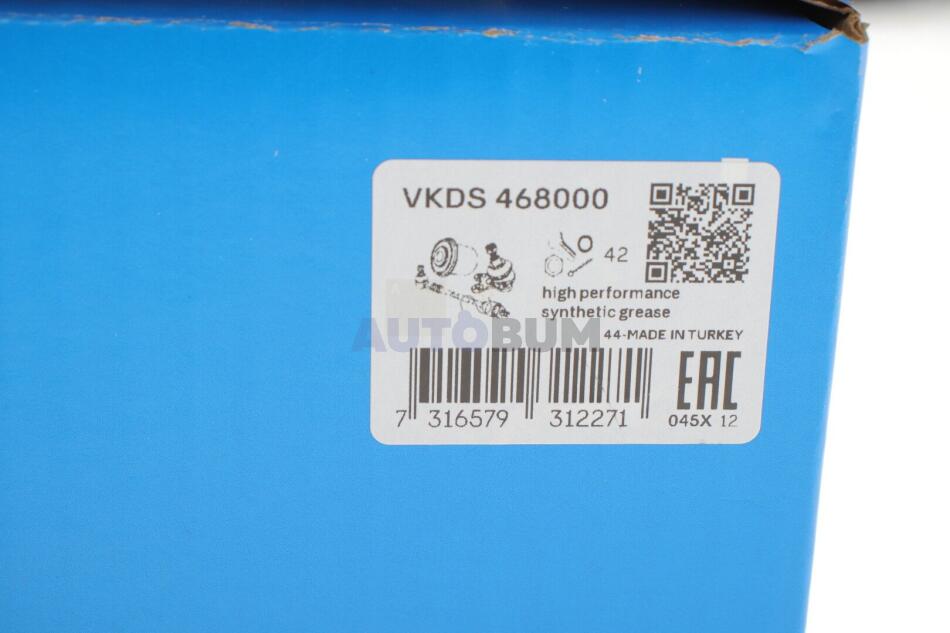 VKDS 468000
42
high performance
synthetic grease
AUTOBUM
44-MADE IN TURKEY
EAC
7 316579 312271
045X 12